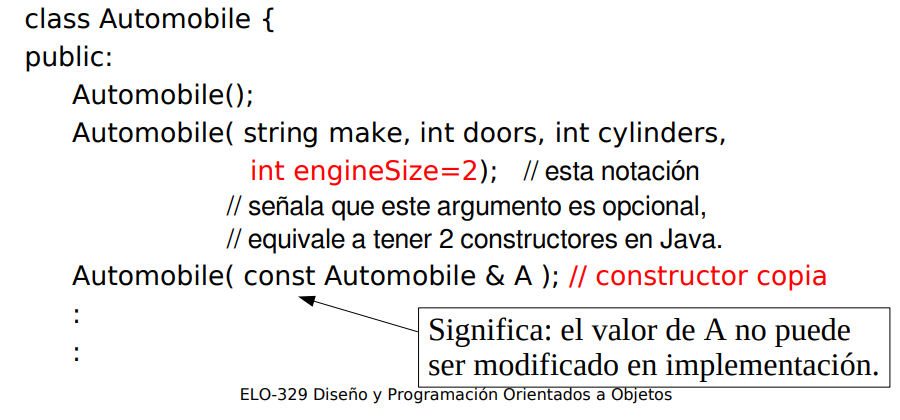 class Automobile {
public:
Automobile();
Automobile( string make, int doors, int cylinders,
int engineSize=2); // esta notación
// señala que este argumento es opcional,
// equivale a tener 2 constructores en Java.
Automobile( const Automobile & A ); // constructor copia
:
:
Significa: el valor de A no puede
ser modificado en implementación.
ELO-329 Diseño y Programación Orientados a Objetos